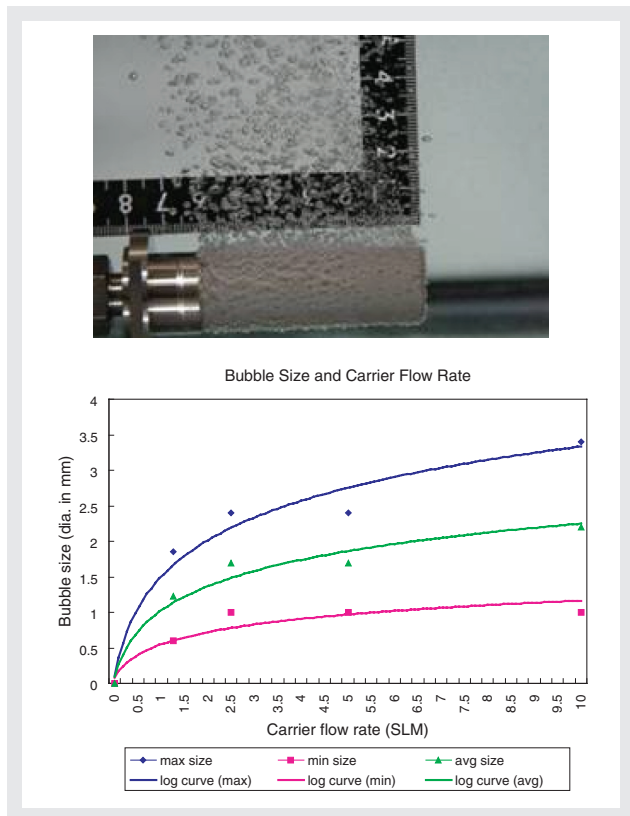 4
3
2
8 7 6
Bubble Size and Carrier Flow Rate
Bubble size (dia. in mm)
4
3.5
3
2.5
2
1.5
1
0.5
0
0 0.5 1 1.5 2 2.5 3 3.5 4 4.5 5 5.5 6 6.5 7 7.5 8 8.5 9 9.5 10
Carrier flow rate (SLM)
max size min size avg size
log curve (max) log curve (min) log curve (avg)